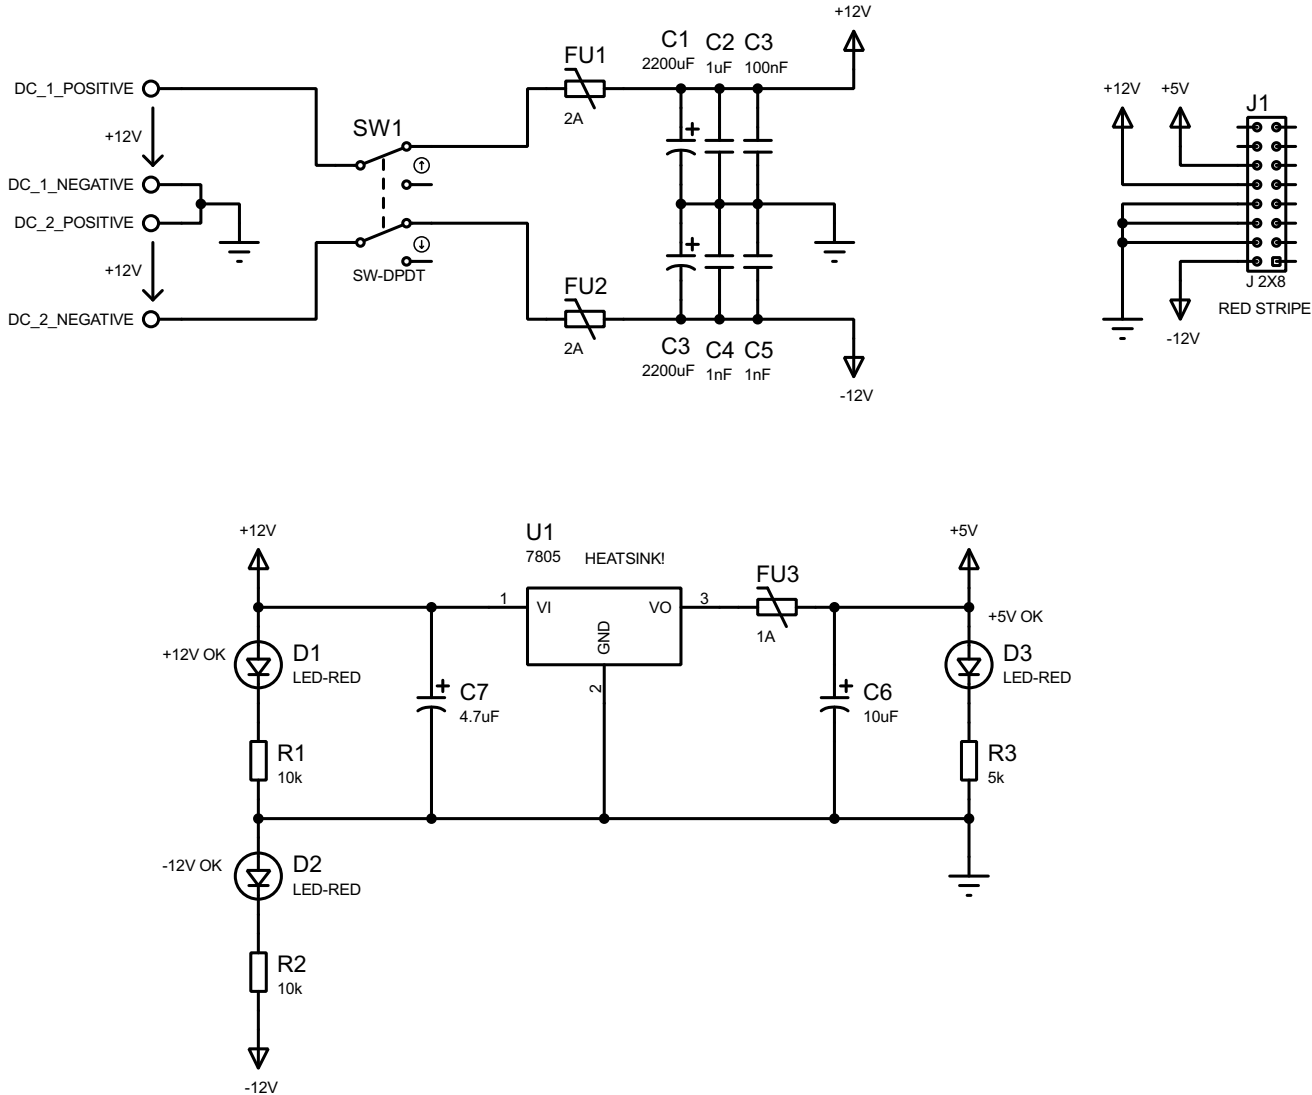 +12V
DC_1_POSITIVE
+12V
DC_1_NEGATIVE
DC_2_POSITIVE
+12V
DC_2_NEGATIVE
SW1
SW-DPDT
FU1
2A
FU2
2A
C1
2200uF
C2
1uF
C3
100nF
+
+
C3
2200uF
C4
1nF
C5
1nF
-12V
+12V
+5V
J1
J 2X8
RED STRIPE
-12V
+12V
+12V OK
D1
LED-RED
R1
10k
-12V OK
D2
LED-RED
R2
10k
-12V
+
C7
4.7uF
U1
7805
HEATSINK!
1
VI
VO
3
GND
2
FU3
1A
+
C6
10uF
+5V
+5V OK
D3
LED-RED
R3
5k